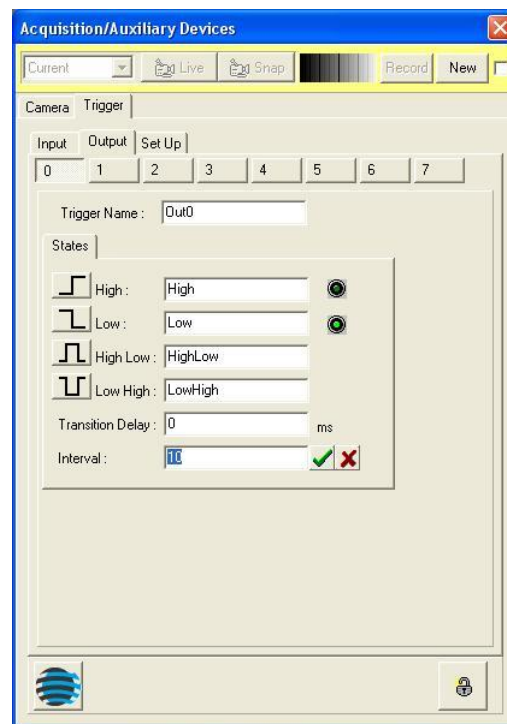 Acquisition/Auxiliary Devices
Current Live Snap Record New
Camera Trigger
Input Output Set Up
0 1 2 3 4 5 6 7
Trigger Name : Out0
States
High : High
Low : Low
High Low : HighLow
Low High : LowHigh
Transition Delay : 0 ms
Interval : 10